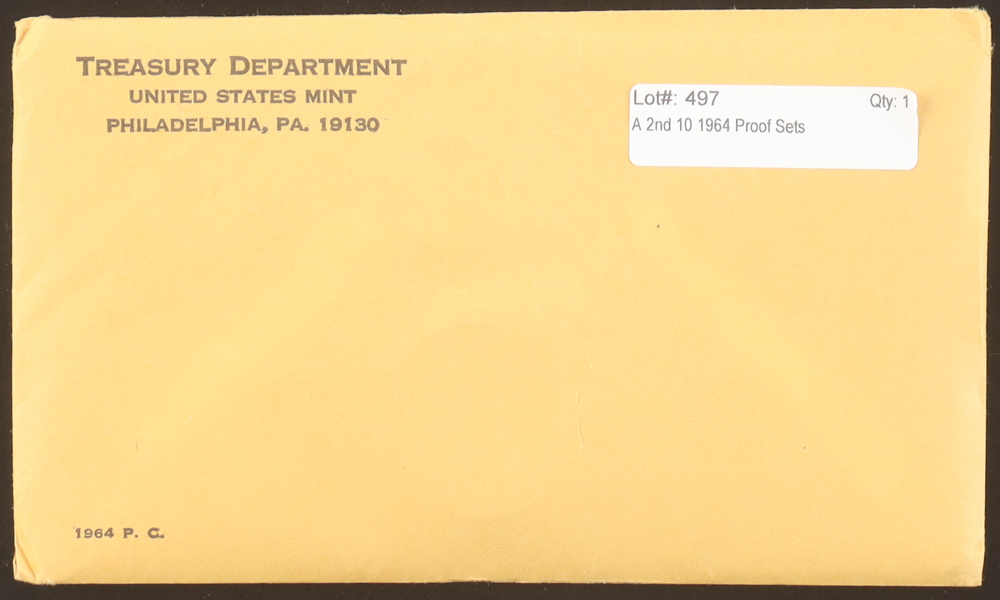 TREASURY DEPARTMENT
UNITED STATES MINT
PHILADELPHIA, PA. 19130
Lot#: 497 Qty: 1
A 2nd 10 1964 Proof Sets
1964 P. C.